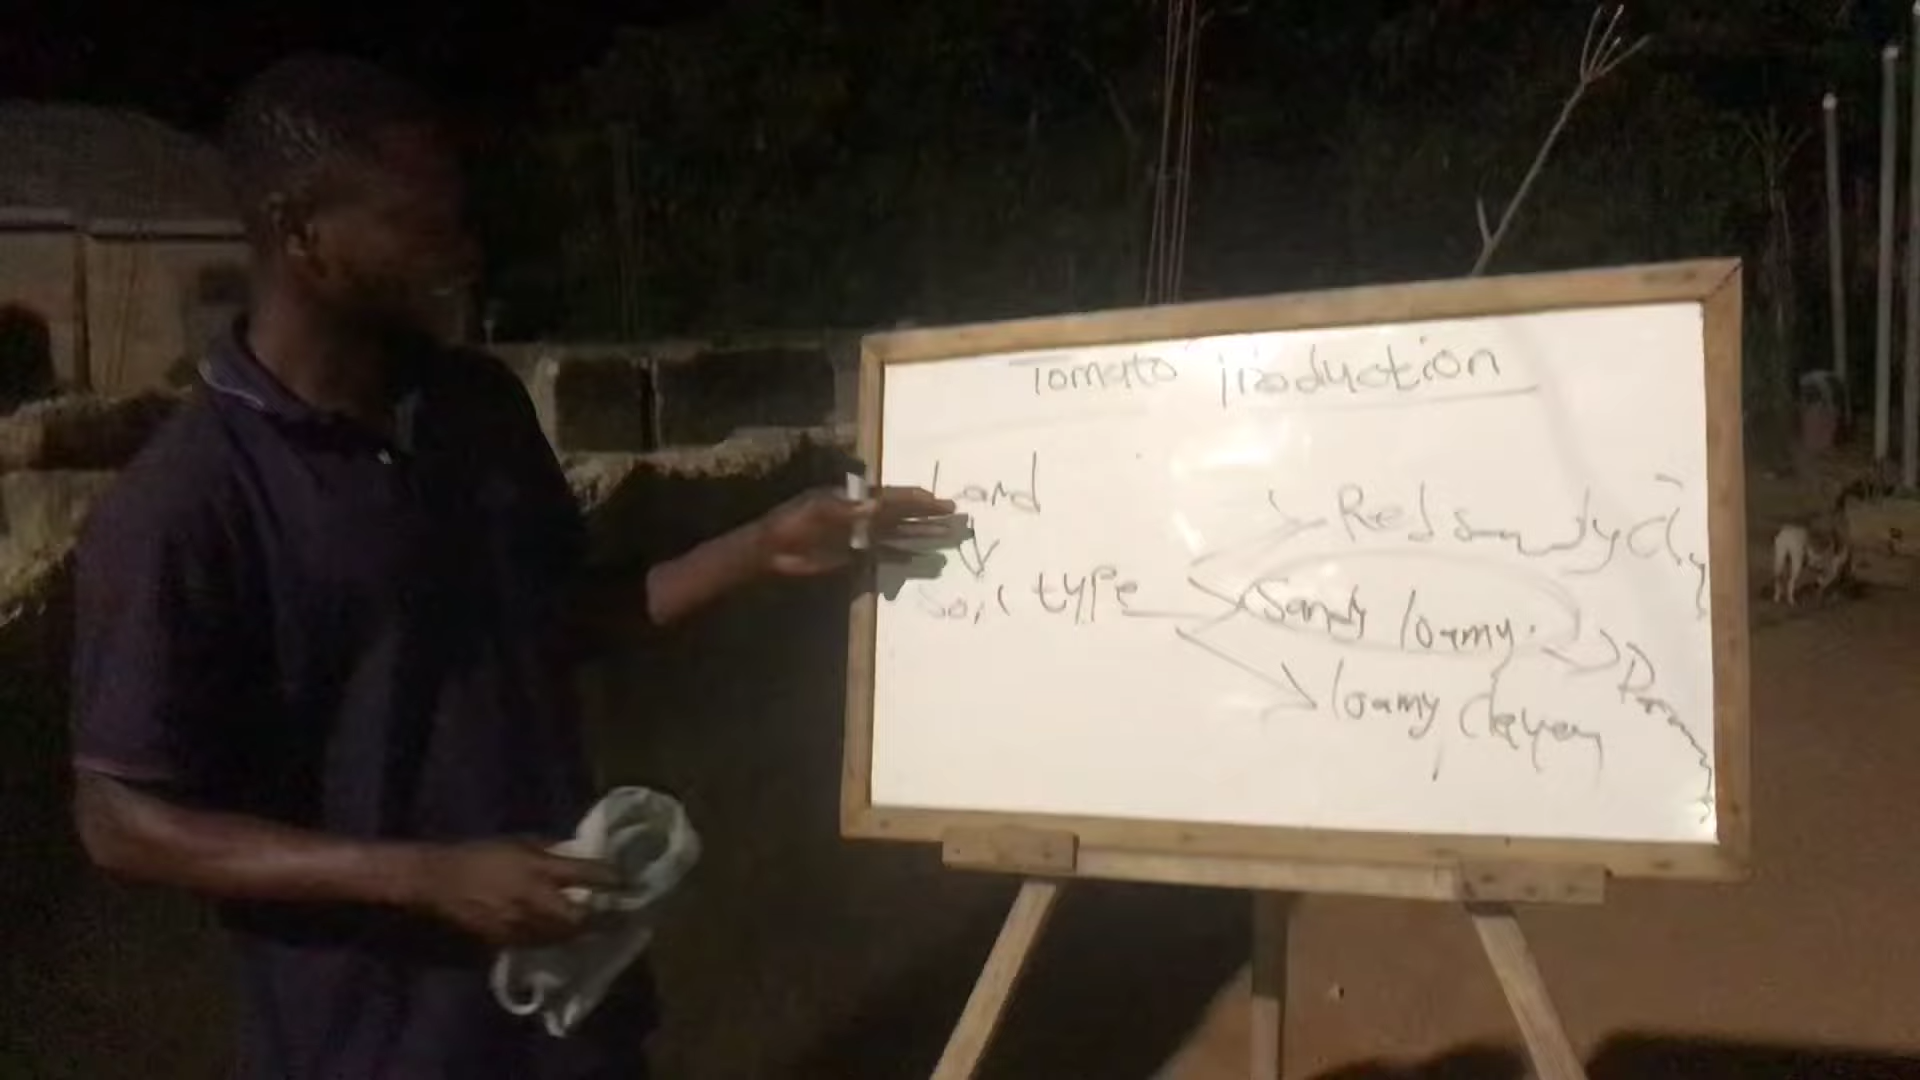 Tomato Production
Land
Soil type
Red Sandy Clay
Sandy loamy.
loamy Clayey